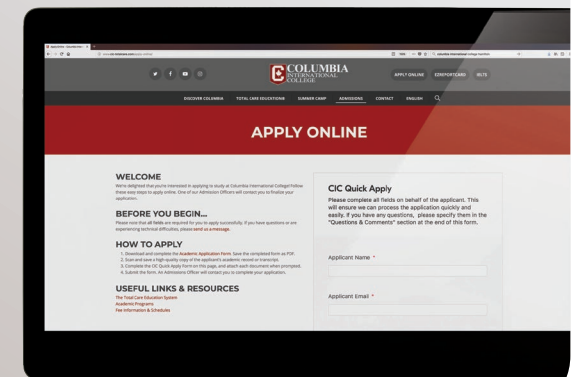 COLUMBIA
INTERNATIONAL
COLLEGE
APPLY ONLINE EZREPORTCARD IELTS
DISCOVER COLUMBIA TOTAL CARE EDUCATION® SUMMER CAMP ADMISSIONS CONTACT ENGLISH
APPLY ONLINE
WELCOME
We're delighted that you're interested in applying to study at Columbia International College! Follow
these easy steps to apply online. One of our Admission Officers will contact you to finalize your
application.
BEFORE YOU BEGIN...
Please note that all fields are required for you to apply successfully. If you have questions or are
experiencing technical difficulties, please send us a message.
HOW TO APPLY
1. Download and complete the Academic Application Form. Save the completed form as PDF.
2. Scan and save a high quality copy of the applicant's academic record or transcripts.
3. Complete the CIC Quick Apply Form on this page, and attach each document when prompted.
4. Submit the form. An Admissions Officer will contact you to complete your application.
USEFUL LINKS & RESOURCES
The Total Care Education System
Academic Programs
Fee Information & Schedules
CIC Quick Apply
Please complete all fields on behalf of the applicant. This
will ensure we can process the application quickly and
easily. If you have any questions, please specify them in the
"Questions & Comments" section at the end of this form.
Applicant Name *
Applicant Email *